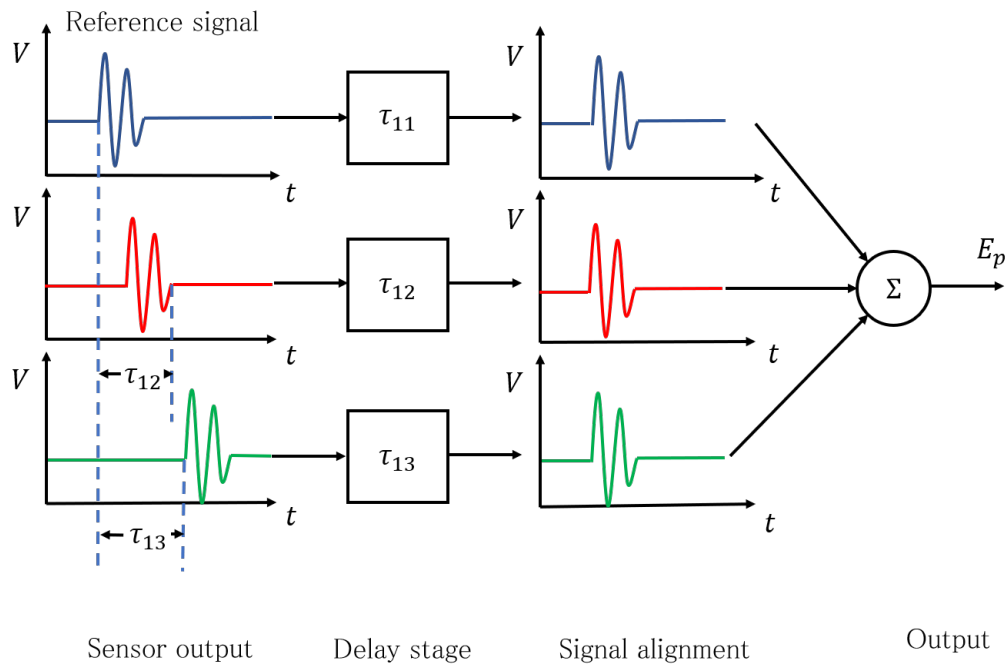 Reference signal
V
t
τ11
V
t
V
t
τ12
V
t
Σ
Ep
τ12
V
t
τ13
V
t
τ13
Sensor output
Delay stage
Signal alignment
Output